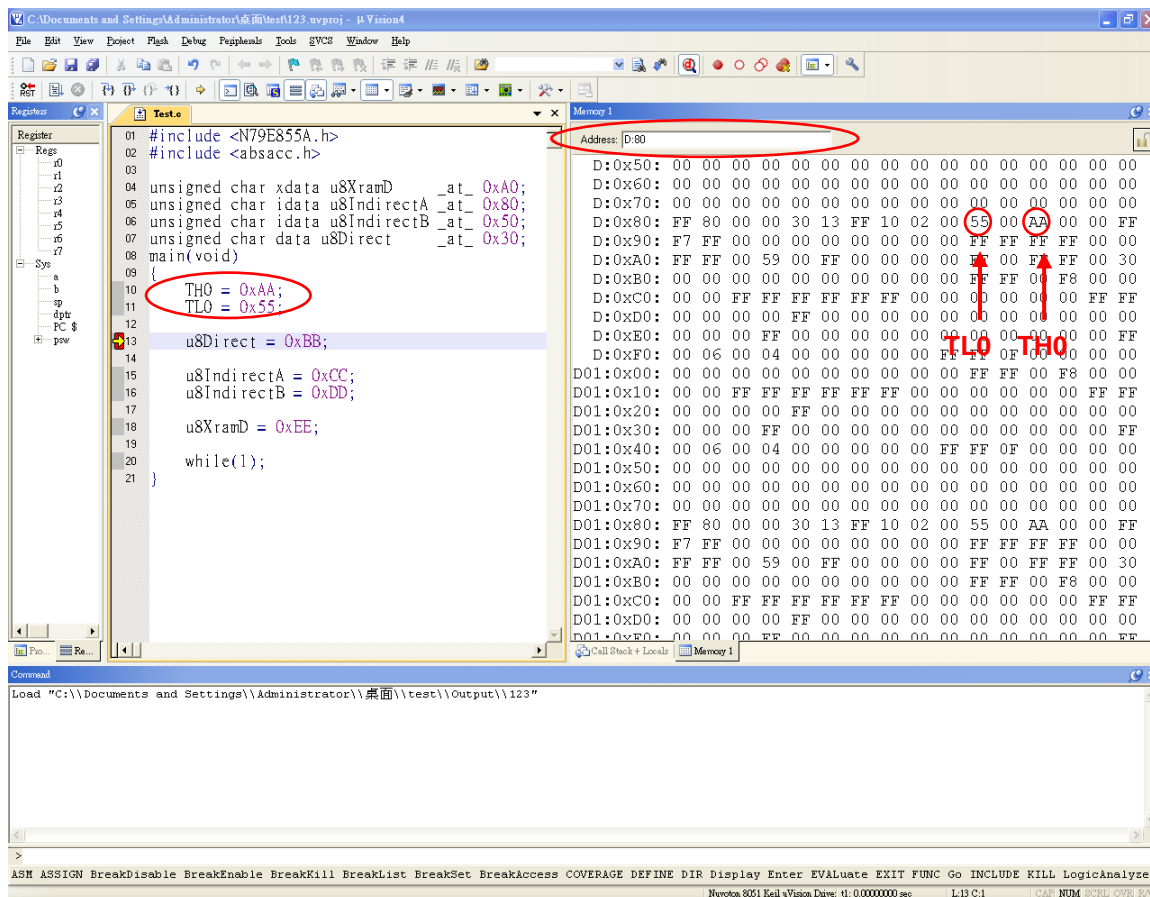 C:\Documents and Settings\Administrator\桌面\test\123.uvproj - µVision4
File Edit View Project Flash Debug Peripherals Tools SVCS Window Help
RST
Registers
Test.c
Memory 1
Register
Regs
r0
r1
r2
r3
r4
r5
r6
r7
Sys
a
b
sp
dptr
PC $
psw
01 #include <N79E855A.h>
02 #include <absacc.h>
03
04 unsigned char xdata u8XramD _at_ 0xA0;
05 unsigned char idata u8IndirectA _at_ 0x80;
06 unsigned char idata u8IndirectB _at_ 0x50;
07 unsigned char data u8Direct _at_ 0x30;
08 main(void)
09 {
10 TH0 = 0xAA;
11 TL0 = 0x55;
12
13 u8Direct = 0xBB;
14
15 u8IndirectA = 0xCC;
16 u8IndirectB = 0xDD;
17
18 u8XramD = 0xEE;
19
20 while(1);
21 }
Address: D:80
D:0x50: 00 00 00 00 00 00 00 00 00 00 00 00 00 00 00 00
D:0x60: 00 00 00 00 00 00 00 00 00 00 00 00 00 00 00 00
D:0x70: 00 00 00 00 00 00 00 00 00 00 00 00 00 00 00 00
D:0x80: FF 80 00 00 30 13 FF 10 02 00 55 00 AA 00 00 FF
D:0x90: F7 FF 00 00 00 00 00 00 00 00 FF FF FF FF 00 00
D:0xA0: FF FF 00 59 00 FF 00 00 00 00 FF 00 FF FF 00 30
D:0xB0: 00 00 00 00 00 00 00 00 00 00 FF FF 00 F8 00 00
D:0xC0: 00 00 FF FF FF FF FF FF 00 00 00 00 00 00 FF FF
D:0xD0: 00 00 00 00 FF 00 00 00 00 00 00 00 00 00 00 00
D:0xE0: 00 00 00 FF 00 00 00 00 00 00 00 00 00 00 00 FF
D:0xF0: 00 06 00 04 00 00 00 00 00 FF FF 0F 00 00 00 00
TL0 TH0
D01:0x00: 00 00 00 00 00 00 00 00 00 00 FF FF 00 F8 00 00
D01:0x10: 00 00 FF FF FF FF FF FF 00 00 00 00 00 00 FF FF
D01:0x20: 00 00 00 00 FF 00 00 00 00 00 00 00 00 00 00 00
D01:0x30: 00 00 00 FF 00 00 00 00 00 00 00 00 00 00 00 FF
D01:0x40: 00 06 00 04 00 00 00 00 00 FF FF 0F 00 00 00 00
D01:0x50: 00 00 00 00 00 00 00 00 00 00 00 00 00 00 00 00
D01:0x60: 00 00 00 00 00 00 00 00 00 00 00 00 00 00 00 00
D01:0x70: 00 00 00 00 00 00 00 00 00 00 00 00 00 00 00 00
D01:0x80: FF 80 00 00 30 13 FF 10 02 00 55 00 AA 00 00 FF
D01:0x90: F7 FF 00 00 00 00 00 00 00 00 FF FF FF FF 00 00
D01:0xA0: FF FF 00 59 00 FF 00 00 00 00 FF 00 FF FF 00 30
D01:0xB0: 00 00 00 00 00 00 00 00 00 00 FF FF 00 F8 00 00
D01:0xC0: 00 00 FF FF FF FF FF FF 00 00 00 00 00 00 FF FF
D01:0xD0: 00 00 00 00 FF 00 00 00 00 00 00 00 00 00 00 00
D01:0xE0: 00 00 00 FF 00 00 00 00 00 00 00 00 00 00 00 FF
Pro... Re...
Call Stack + Locals Memory 1
Command
Load "C:\\Documents and Settings\\Administrator\\桌面\\test\\Output\\123"
>
ASM ASSIGN BreakDisable BreakEnable BreakKill BreakList BreakSet BreakAccess COVERAGE DEFINE DIR Display Enter EVALuate EXIT FUNC Go INCLUDE KILL LogicAnalyze
Nuvoton 8051 Keil uVision Drive: t1: 0.00000000 sec L:13 C:1 CAP NUM SCRL OVR R/W